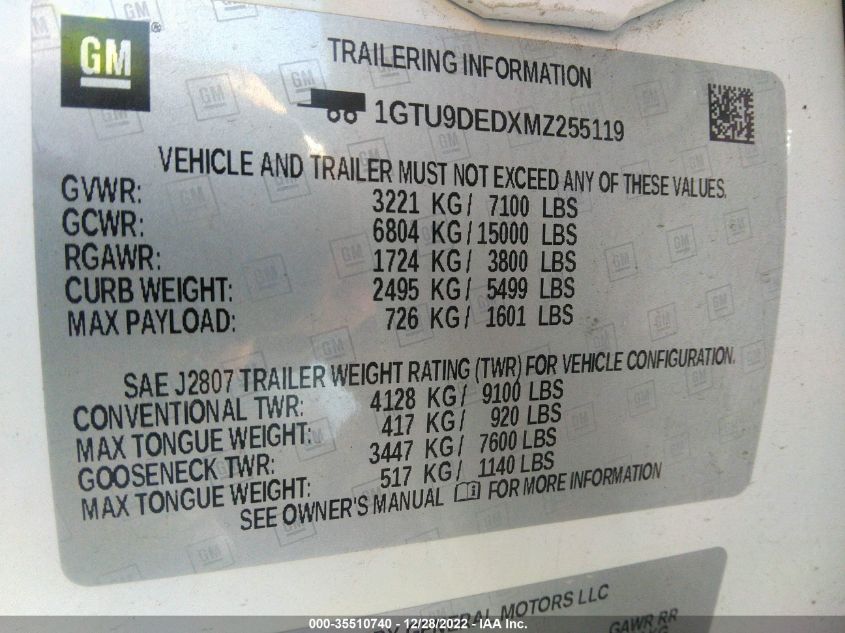 GM ®
TRAILERING INFORMATION
1GTU9DEDXMZ255119
VEHICLE AND TRAILER MUST NOT EXCEED ANY OF THESE VALUES.
GVWR: 3221 KG/ 7100 LBS
GCWR: 6804 KG/ 15000 LBS
RGAWR: 1724 KG/ 3800 LBS
CURB WEIGHT: 2495 KG/ 5499 LBS
MAX PAYLOAD: 726 KG/ 1601 LBS
SAE J2807 TRAILER WEIGHT RATING (TWR) FOR VEHICLE CONFIGURATION.
CONVENTIONAL TWR: 4128 KG/ 9100 LBS
MAX TONGUE WEIGHT: 417 KG/ 920 LBS
GOOSENECK TWR: 3447 KG/ 7600 LBS
MAX TONGUE WEIGHT: 517 KG/ 1140 LBS
SEE OWNER'S MANUAL FOR MORE INFORMATION
BY GENERAL MOTORS LLC
GAWR RR
000-35510740 - 12/28/2022 - IAA Inc.